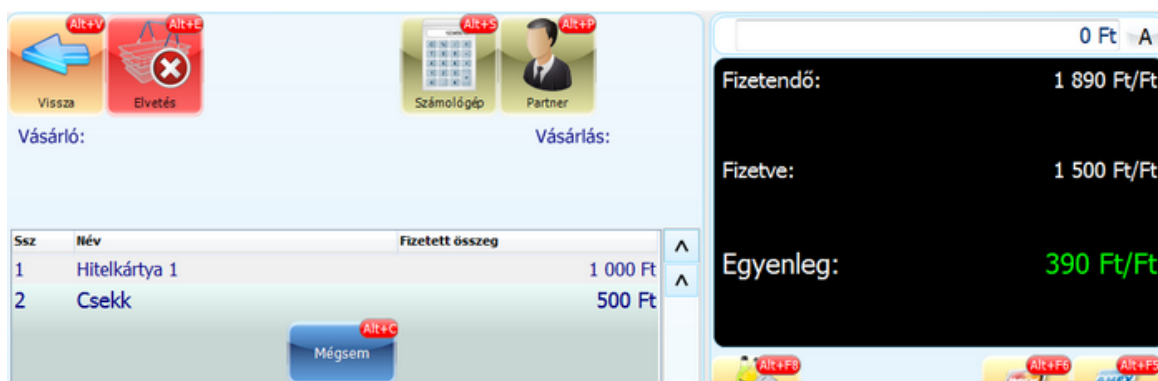 Alt+V
Alt+E
Alt+S
Alt+P
Vissza
Elvetés
Számológép
Partner
Vásárló:
Vásárlás:
Ssz Név Fizetett összeg
1 Hitelkártya 1 1 000 Ft
2 Csekk 500 Ft
Alt+C
Mégsem
0 Ft A
Fizetendő: 1 890 Ft/Ft
Fizetve: 1 500 Ft/Ft
Egyenleg: 390 Ft/Ft
Alt+F8
Alt+F6
Alt+F5